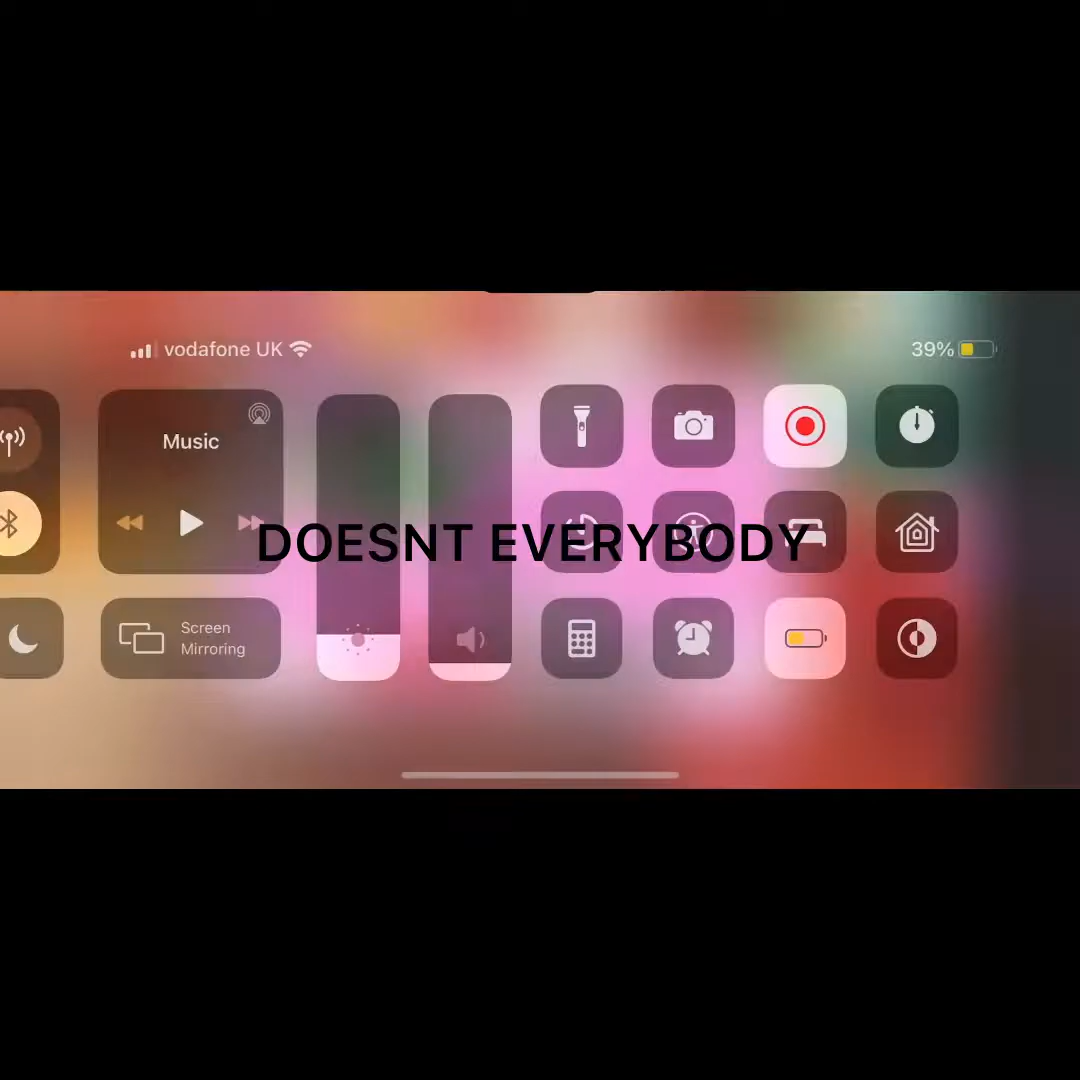 vodafone UK
39%
Music
DOESNT EVERYBODY
Screen
Mirroring